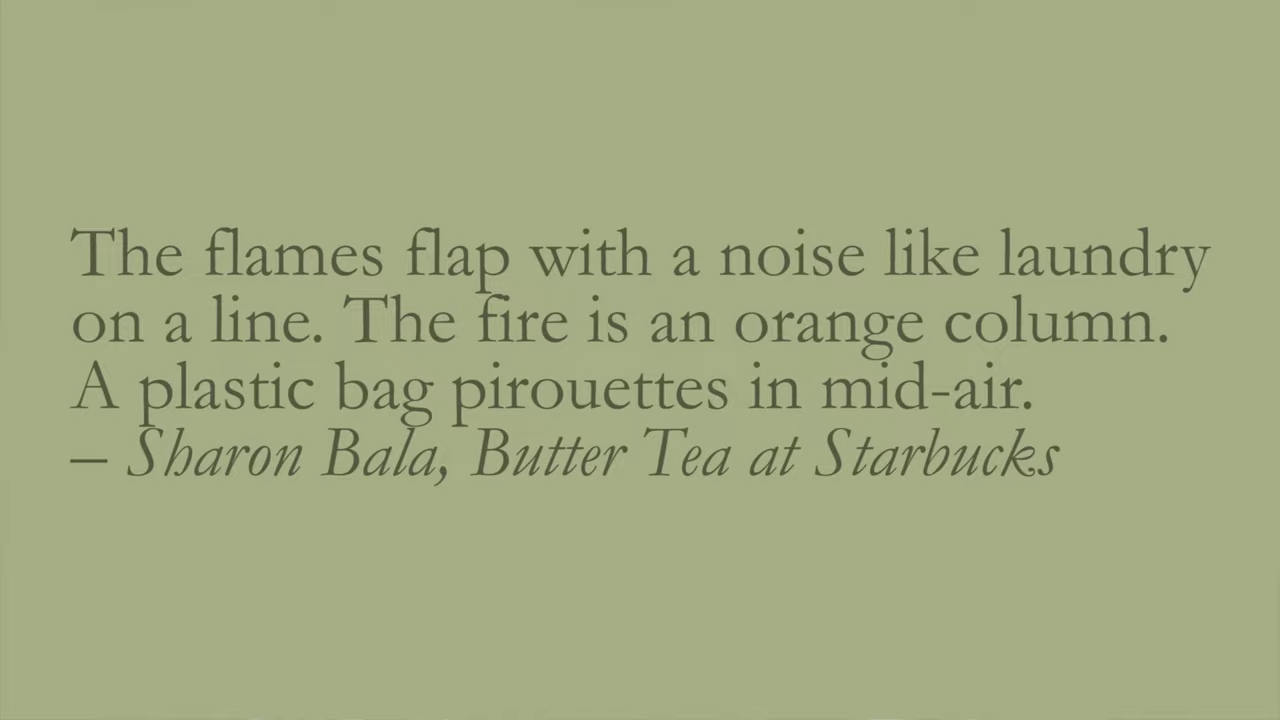 The flames flap with a noise like laundry
on a line. The fire is an orange column.
A plastic bag pirouettes in mid-air.
– Sharon Bala, Butter Tea at Starbucks